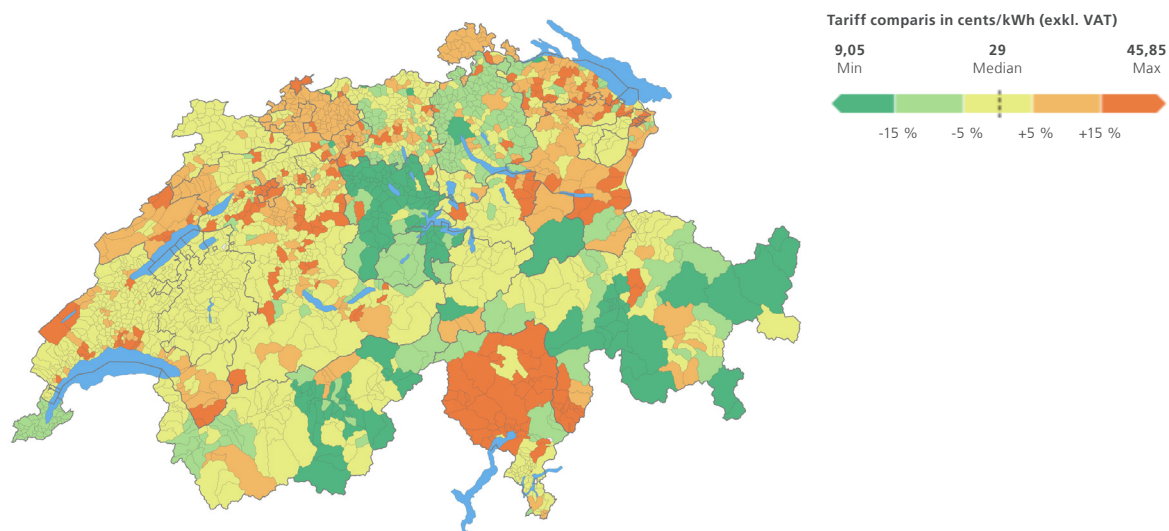 Tariff comparis in cents/kWh (exkl. VAT)
9,05 29 45,85
Min Median Max
-15 % -5 % +5 % +15 %